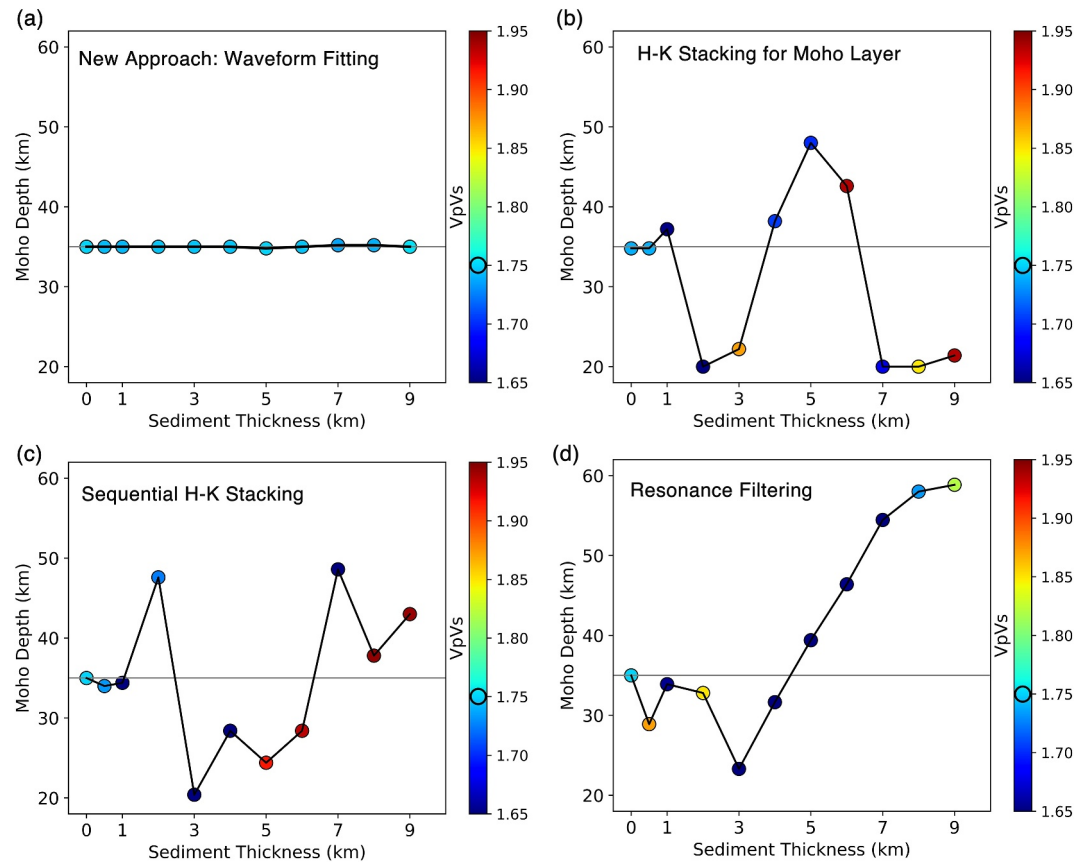 (a)
New Approach: Waveform Fitting
60
50
40
30
20
Moho Depth (km)
0 1 3 5 7 9
Sediment Thickness (km)
1.95
1.90
1.85
1.80
1.75
1.70
1.65
VpVs
(b)
H-K Stacking for Moho Layer
60
50
40
30
20
Moho Depth (km)
0 1 3 5 7 9
Sediment Thickness (km)
1.95
1.90
1.85
1.80
1.75
1.70
1.65
VpVs
(c)
Sequential H-K Stacking
60
50
40
30
20
Moho Depth (km)
0 1 3 5 7 9
Sediment Thickness (km)
1.95
1.90
1.85
1.80
1.75
1.70
1.65
VpVs
(d)
Resonance Filtering
60
50
40
30
20
Moho Depth (km)
0 1 3 5 7 9
Sediment Thickness (km)
1.95
1.90
1.85
1.80
1.75
1.70
1.65
VpVs